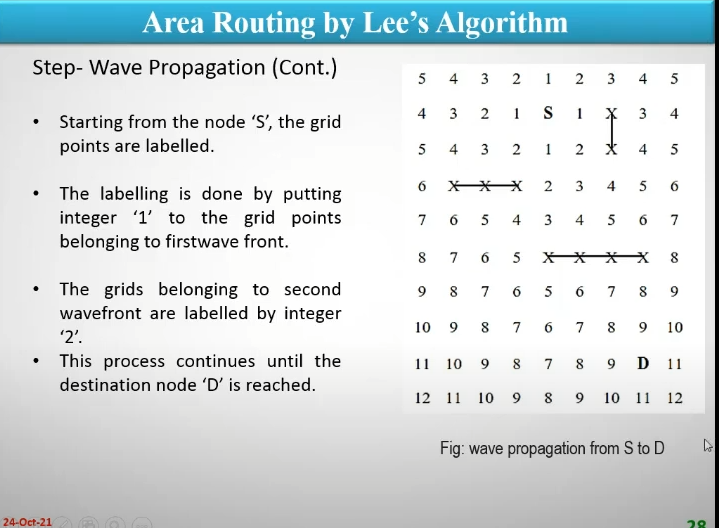 Area Routing by Lee's Algorithm
Step- Wave Propagation (Cont.)
• Starting from the node 'S', the grid
points are labelled.
• The labelling is done by putting
integer '1' to the grid points
belonging to firstwave front.
• The grids belonging to second
wavefront are labelled by integer
'2'.
• This process continues until the
destination node 'D' is reached.
5 4 3 2 1 2 3 4 5
4 3 2 1 S 1 X 3 4
5 4 3 2 1 2 X 4 5
6 X X X 2 3 4 5 6
7 6 5 4 3 4 5 6 7
8 7 6 5 X X X X 8
9 8 7 6 5 6 7 8 9
10 9 8 7 6 7 8 9 10
11 10 9 8 7 8 9 D 11
12 11 10 9 8 9 10 11 12
Fig: wave propagation from S to D
24-Oct-21
28